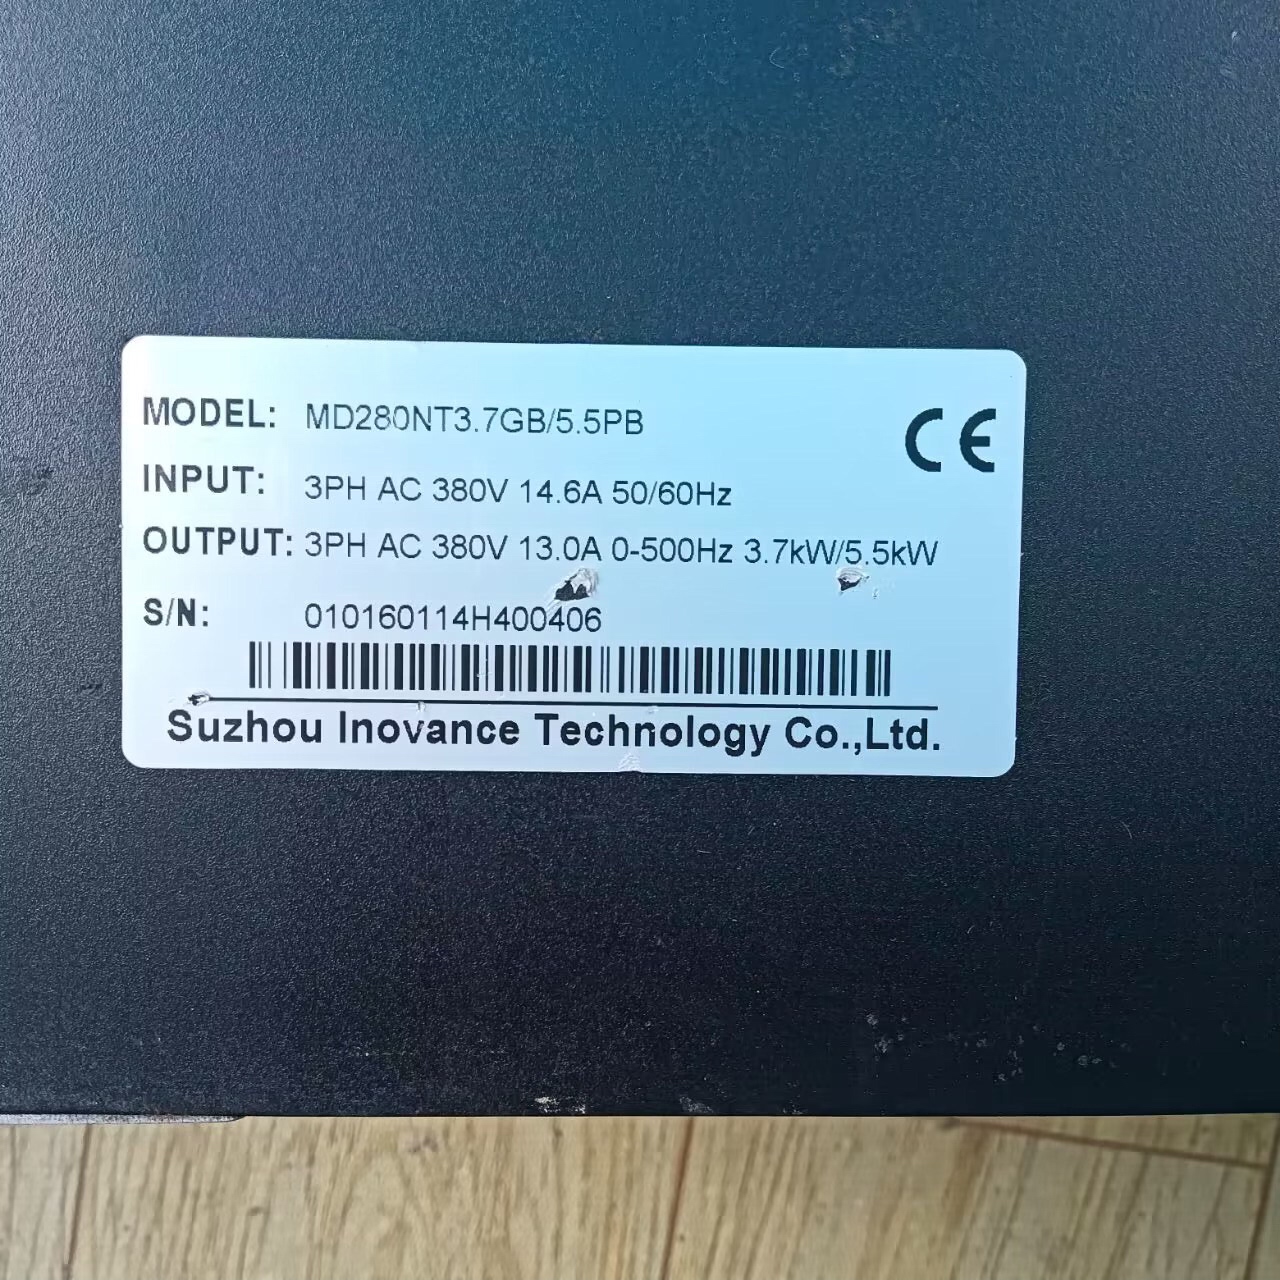 MODEL: MD280NT3.7GB/5.5PB
CE
INPUT: 3PH AC 380V 14.6A 50/60Hz
OUTPUT: 3PH AC 380V 13.0A 0-500Hz 3.7kW/5.5kW
S/N: 010160114H400406
Suzhou Inovance Technology Co.,Ltd.